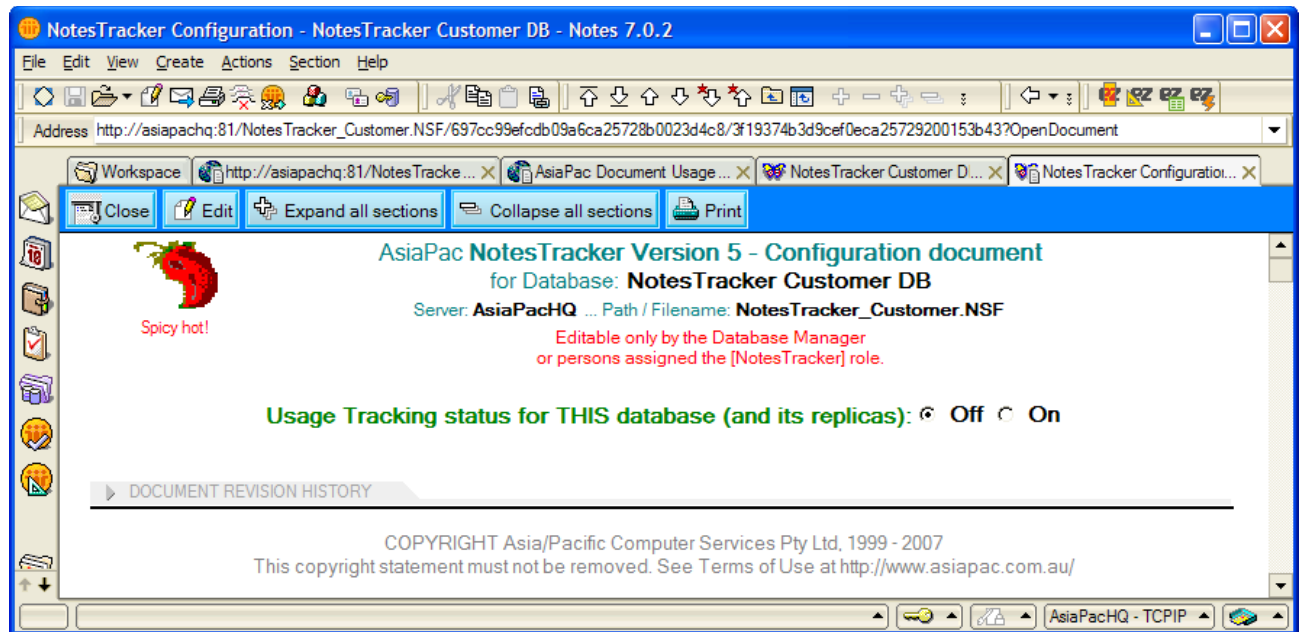 NotesTracker Configuration - NotesTracker Customer DB - Notes 7.0.2
File Edit View Create Actions Section Help
Address http://asiapachq:81/NotesTracker_Customer.NSF/697cc99efcdb09a6ca25728b0023d4c8/3f19374b3d9cef0eca25729200153b43?OpenDocument
Workspace http://asiapachq:81/NotesTracke... AsiaPac Document Usage... NotesTracker Customer D... NotesTracker Configuration...
Close Edit Expand all sections Collapse all sections Print
AsiaPac NotesTracker Version 5 - Configuration document
for Database: NotesTracker Customer DB
Server: AsiaPacHQ ... Path / Filename: NotesTracker_Customer.NSF
Spicy hot!
Editable only by the Database Manager
or persons assigned the [NotesTracker] role.
Usage Tracking status for THIS database (and its replicas): Off On
DOCUMENT REVISION HISTORY
COPYRIGHT Asia/Pacific Computer Services Pty Ltd, 1999 - 2007
This copyright statement must not be removed. See Terms of Use at http://www.asiapac.com.au/
AsiaPacHQ - TCPIP